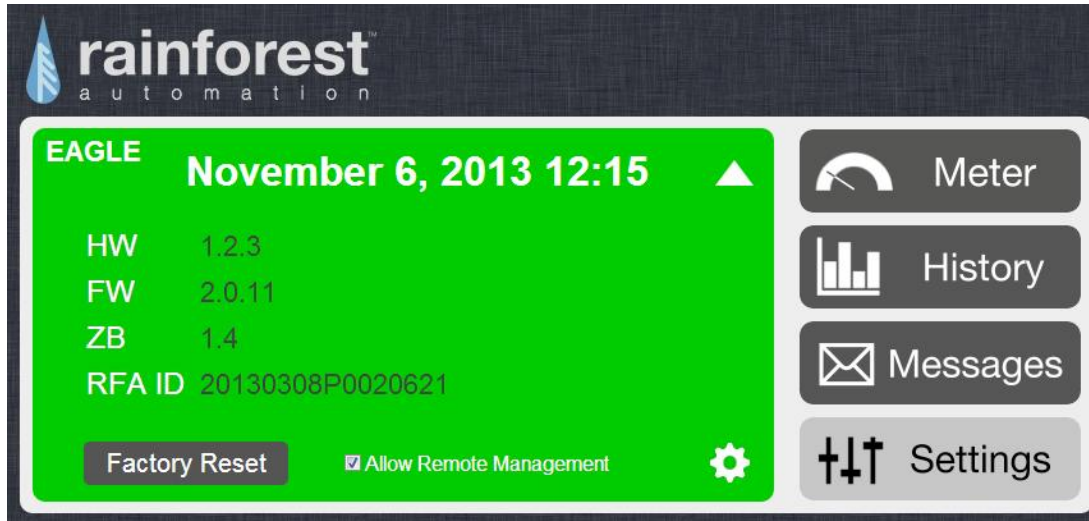 rainforest™
automation
EAGLE
November 6, 2013 12:15
HW 1.2.3
FW 2.0.11
ZB 1.4
RFA ID 20130308P0020621
Factory Reset
Allow Remote Management
Meter
History
Messages
Settings